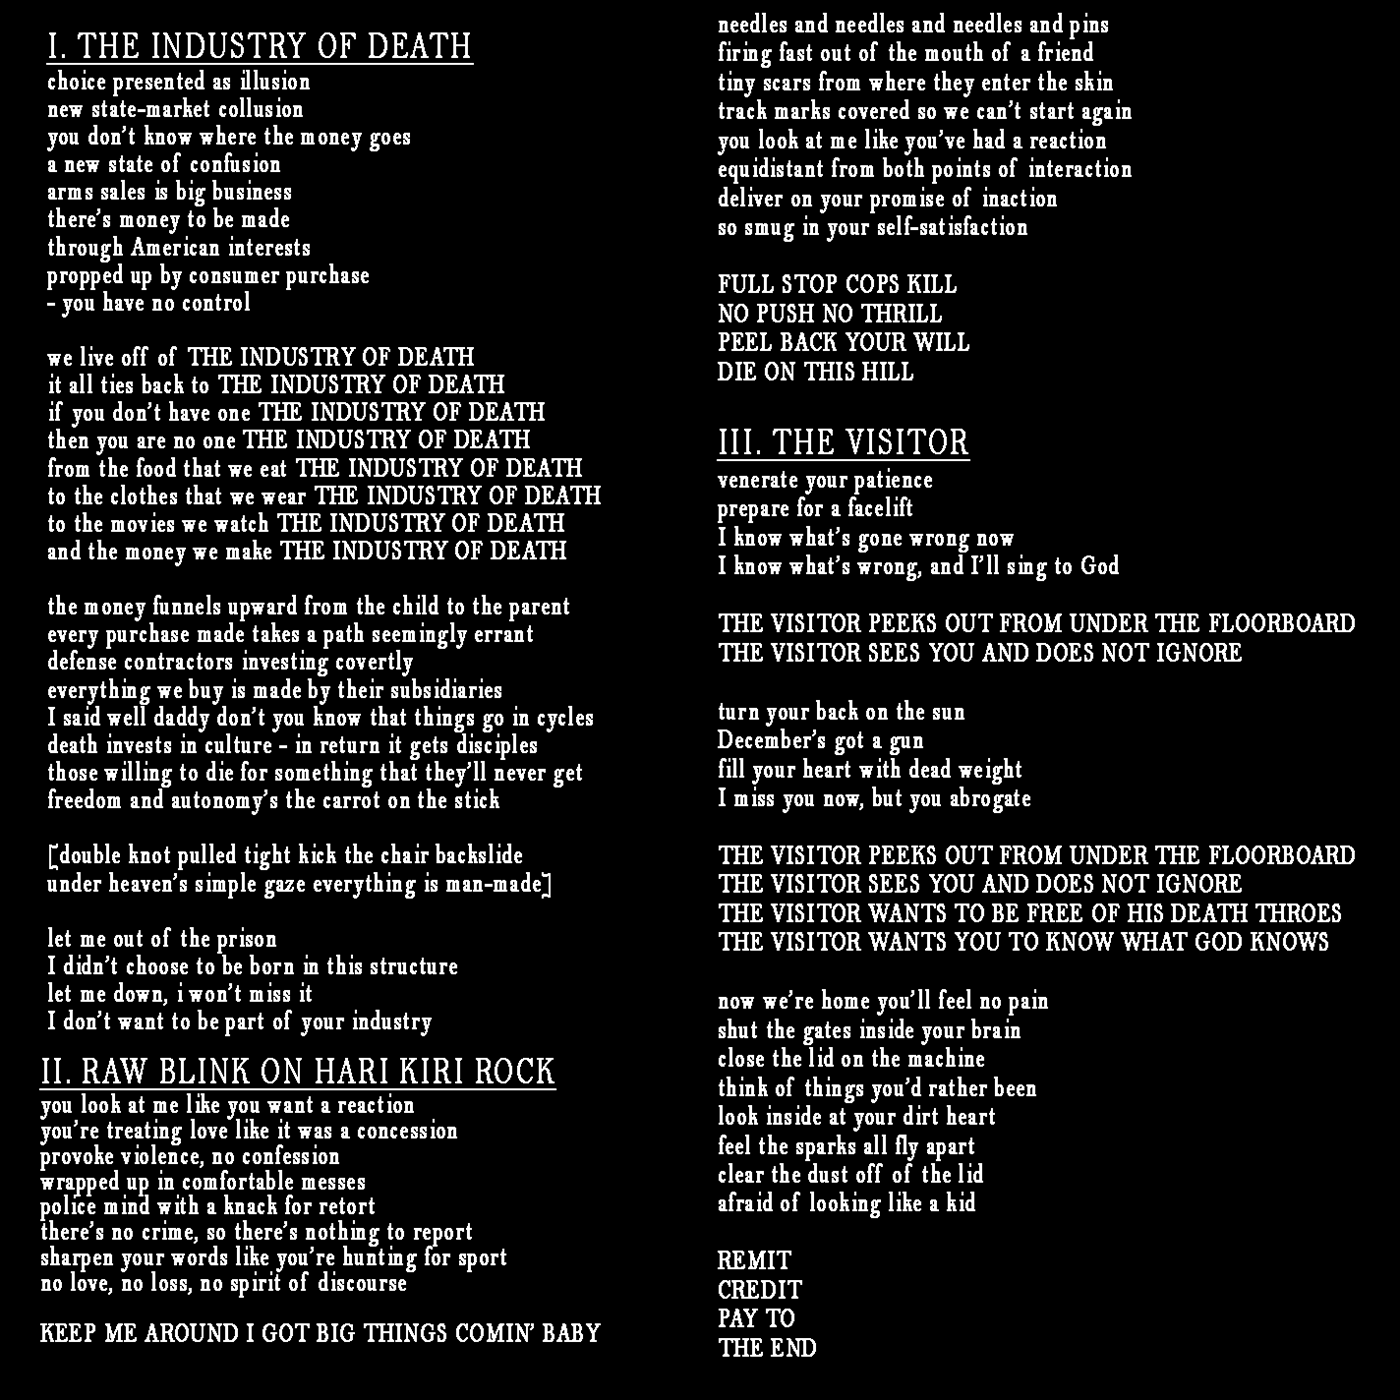 I. THE INDUSTRY OF DEATH
choice presented as illusion
new state-market collusion
you don't know where the money goes
a new state of confusion
arms sales is big business
there's money to be made
through American interests
propped up by consumer purchase
- you have no control
we live off of THE INDUSTRY OF DEATH
it all ties back to THE INDUSTRY OF DEATH
if you don't have one THE INDUSTRY OF DEATH
then you are no one THE INDUSTRY OF DEATH
from the food that we eat THE INDUSTRY OF DEATH
to the clothes that we wear THE INDUSTRY OF DEATH
to the movies we watch THE INDUSTRY OF DEATH
and the money we make THE INDUSTRY OF DEATH
the money funnels upward from the child to the parent
every purchase made takes a path seemingly errant
defense contractors investing covertly
everything we buy is made by their subsidiaries
I said well daddy don't you know that things go in cycles
death invests in culture - in return it gets disciples
those willing to die for something that they'll never get
freedom and autonomy's the carrot on the stick
[double knot pulled tight kick the chair backslide
under heaven's simple gaze everything is man-made]
let me out of the prison
I didn't choose to be born in this structure
let me down, i won't miss it
I don't want to be part of your industry
II. RAW BLINK ON HARI KIRI ROCK
you look at me like you want a reaction
you're treating love like it was a concession
provoke violence, no confession
wrapped up in comfortable messes
police mind with a knack for retort
there's no crime, so there's nothing to report
sharpen your words like you're hunting for sport
no love, no loss, no spirit of discourse
KEEP ME AROUND I GOT BIG THINGS COMIN' BABY
needles and needles and needles and pins
firing fast out of the mouth of a friend
tiny scars from where they enter the skin
track marks covered so we can't start again
you look at me like you've had a reaction
equidistant from both points of interaction
deliver on your promise of inaction
so smug in your self-satisfaction
FULL STOP COPS KILL
NO PUSH NO THRILL
PEEL BACK YOUR WILL
DIE ON THIS HILL
III. THE VISITOR
venerate your patience
prepare for a facelift
I know what's gone wrong now
I know what's wrong, and I'll sing to God
THE VISITOR PEEKS OUT FROM UNDER THE FLOORBOARD
THE VISITOR SEES YOU AND DOES NOT IGNORE
turn your back on the sun
December's got a gun
fill your heart with dead weight
I miss you now, but you abrogate
THE VISITOR PEEKS OUT FROM UNDER THE FLOORBOARD
THE VISITOR SEES YOU AND DOES NOT IGNORE
THE VISITOR WANTS TO BE FREE OF HIS DEATH THROES
THE VISITOR WANTS YOU TO KNOW WHAT GOD KNOWS
now we're home you'll feel no pain
shut the gates inside your brain
close the lid on the machine
think of things you'd rather been
look inside at your dirt heart
feel the sparks all fly apart
clear the dust off of the lid
afraid of looking like a kid
REMIT
CREDIT
PAY TO
THE END